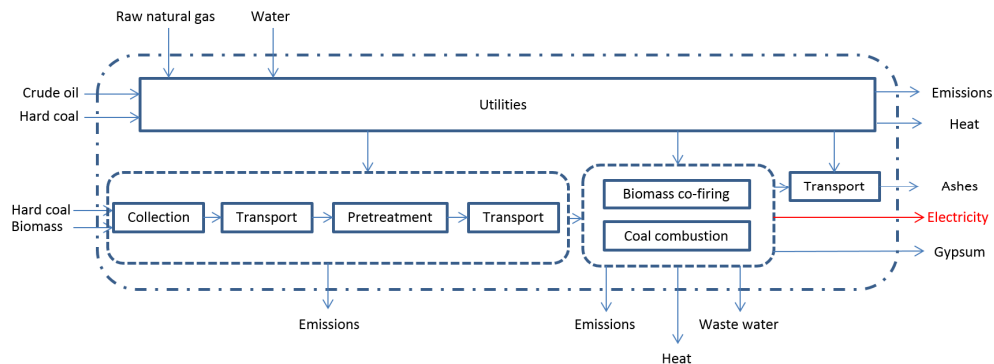 Raw natural gas
Water
Crude oil
Hard coal
Utilities
Emissions
Heat
Hard coal
Biomass
Collection
Transport
Pretreatment
Transport
Biomass co-firing
Coal combustion
Transport
Ashes
Electricity
Gypsum
Emissions
Emissions
Waste water
Heat